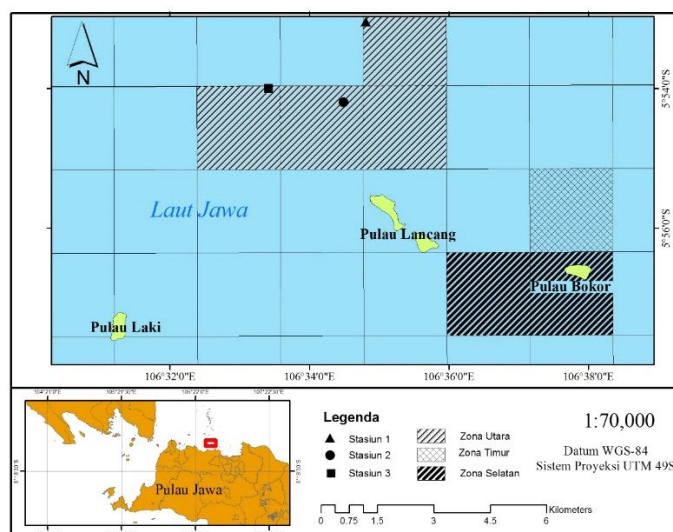 N
5°54'0"S
Laut Jawa
Pulau Lancang
5°56'0"S
Pulau Bokor
Pulau Laki
106°32'0"E 106°34'0"E 106°36'0"E 106°38'0"E
Pulau Jawa
Legenda
Stasiun 1
Stasiun 2
Stasiun 3
Zona Utara
Zona Timur
Zona Selatan
1:70,000
Datum WGS-84
Sistem Proyeksi UTM 49S
Kilometers
0 0.75 1.5 3 4.5 6